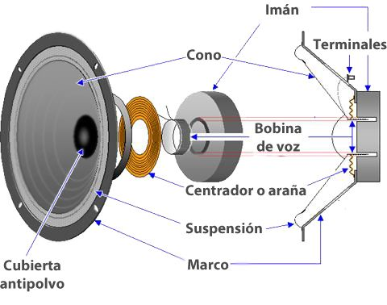 Imán
Terminales
Cono
Bobina
de voz
Centrador o araña
Suspensión
Marco
Cubierta
antipolvo